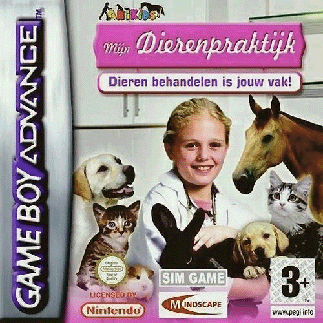 ANIKIDS
Mijn Dierenpraktijk
Dieren behandelen is jouw vak!
GAME BOY ADVANCE
LICENSED BY
Nintendo
SIM GAME
MINDSCAPE
3+
www.pegi.info